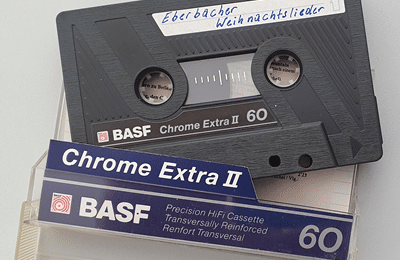 Eberbacher
Weihnachtslieder
BASF Chrome Extra II 60
Chrome Extra II
BASF
Precision HiFi Cassette
Transversally Reinforced
Renfort Transversal
60